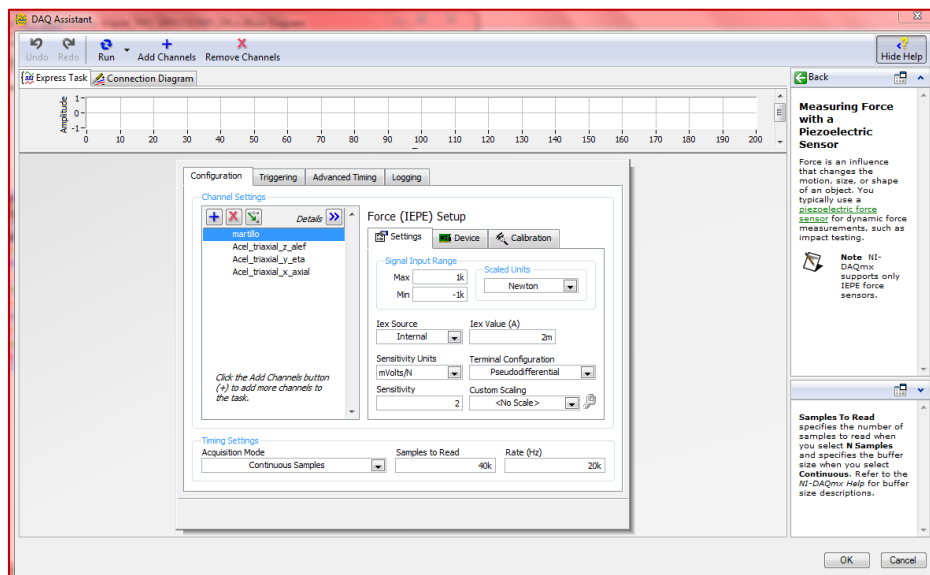 DAQ Assistant
Undo Redo Run Add Channels Remove Channels Hide Help
Express Task Connection Diagram
Amplitude
1
0
-1
0 10 20 30 40 50 60 70 80 90 100 110 120 130 140 150 160 170 180 190 200
Configuration Triggering Advanced Timing Logging
Channel Settings
Details
martillo
Acel_triaxial_z_alef
Acel_triaxial_y_eta
Acel_triaxial_x_axial
Click the Add Channels button
(+) to add more channels to
the task.
Force (IEPE) Setup
Settings Device Calibration
Signal Input Range
Max 1k
Min -1k
Scaled Units
Newton
Iex Source Iex Value (A)
Internal 2m
Sensitivity Units Terminal Configuration
mVolts/N Pseudodifferential
Sensitivity Custom Scaling
2 <No Scale>
Timing Settings
Acquisition Mode Samples to Read Rate (Hz)
Continuous Samples 40k 20k
Back
Measuring Force
with a
Piezoelectric
Sensor
Force is an influence
that changes the
motion, size, or shape
of an object. You
typically use a
piezoelectric force
sensor for dynamic force
measurements, such as
impact testing.
Note NI-
DAQmx
supports only
IEPE force
sensors.
Samples To Read
specifies the number of
samples to read when
you select N Samples
and specifies the buffer
size when you select
Continuous. Refer to the
NI-DAQmx Help for buffer
size descriptions.
OK Cancel